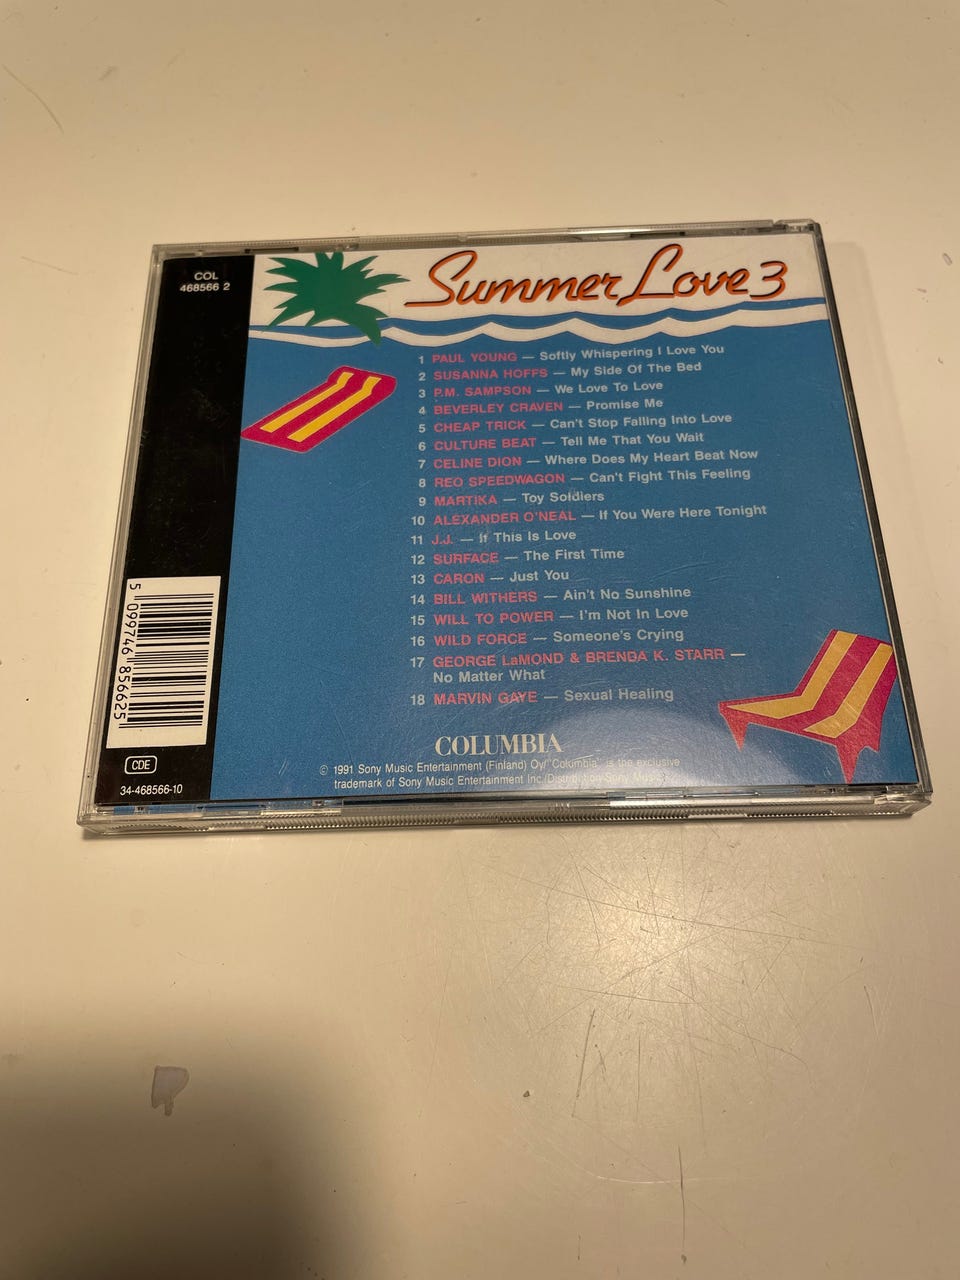 COL
468566 2
Summer Love 3
1 PAUL YOUNG — Softly Whispering I Love You
2 SUSANNA HOFFS — My Side Of The Bed
3 P.M. SAMPSON — We Love To Love
4 BEVERLEY CRAVEN — Promise Me
5 CHEAP TRICK — Can't Stop Falling Into Love
6 CULTURE BEAT — Tell Me That You Wait
7 CELINE DION — Where Does My Heart Beat Now
8 REO SPEEDWAGON — Can't Fight This Feeling
9 MARTIKA — Toy Soldiers
10 ALEXANDER O'NEAL — If You Were Here Tonight
11 J.J. — If This Is Love
12 SURFACE — The First Time
13 CARON — Just You
14 BILL WITHERS — Ain't No Sunshine
15 WILL TO POWER — I'm Not In Love
16 WILD FORCE — Someone's Crying
17 GEORGE LaMOND & BRENDA K. STARR —
No Matter What
18 MARVIN GAYE — Sexual Healing
COLUMBIA
© 1991 Sony Music Entertainment (Finland) Oy/"Columbia" is the exclusive
trademark of Sony Music Entertainment Inc./Distribution Sony Music
5 099746 856625
CDE
34-468566-10